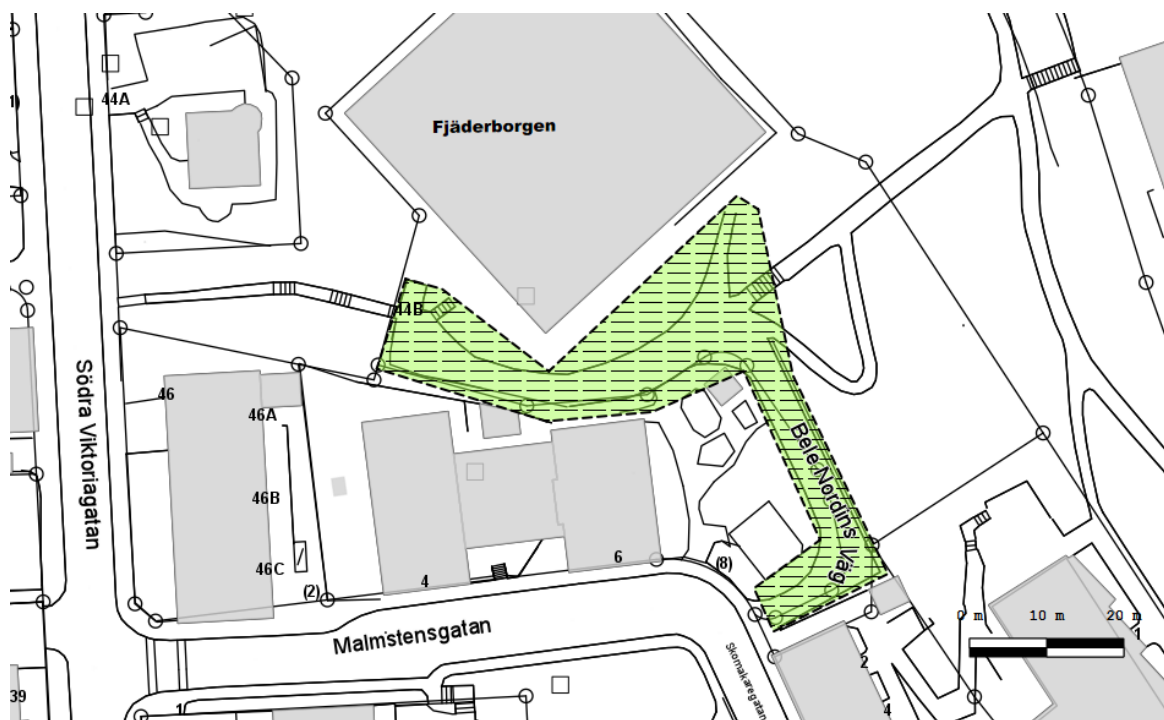 1)
44A
Fjäderborgen
44B
46
46A
46B
46C
Södra Viktoriagatan
Bele Nordins Väg
(2)
4
6
(8)
Malmstensgatan
Skomakaregatan
0 m 10 m 20 m
2
1
4
39
1